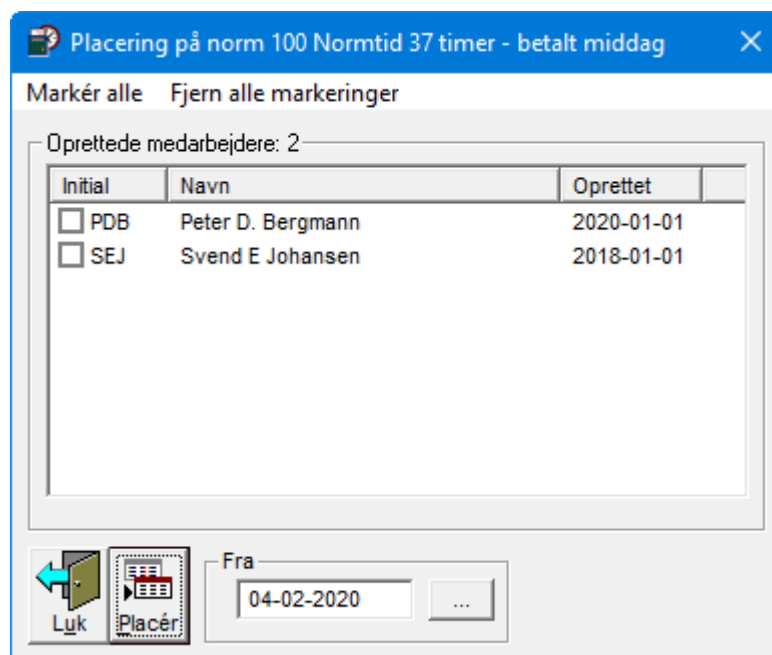 Placering på norm 100 Normtid 37 timer - betalt middag
Markér alle Fjern alle markeringer
Oprettede medarbejdere: 2
Initial Navn Oprettet
PDB Peter D. Bergmann 2020-01-01
SEJ Svend E Johansen 2018-01-01
Fra
04-02-2020 ...
Luk Placér